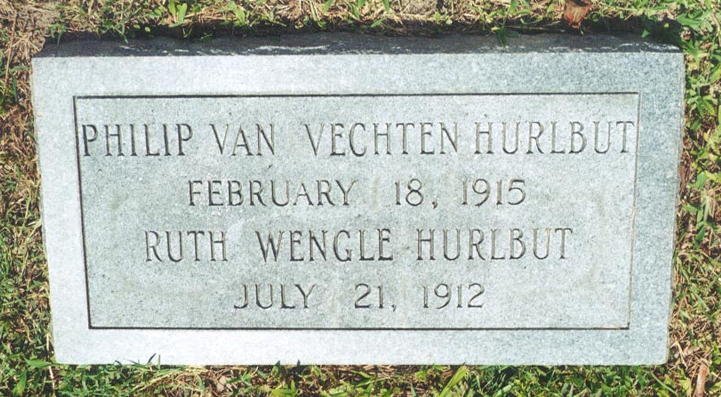 PHILIP VAN VECHTEN HURLBUT
FEBRUARY 18, 1915
RUTH WENGLE HURLBUT
JULY 21, 1912